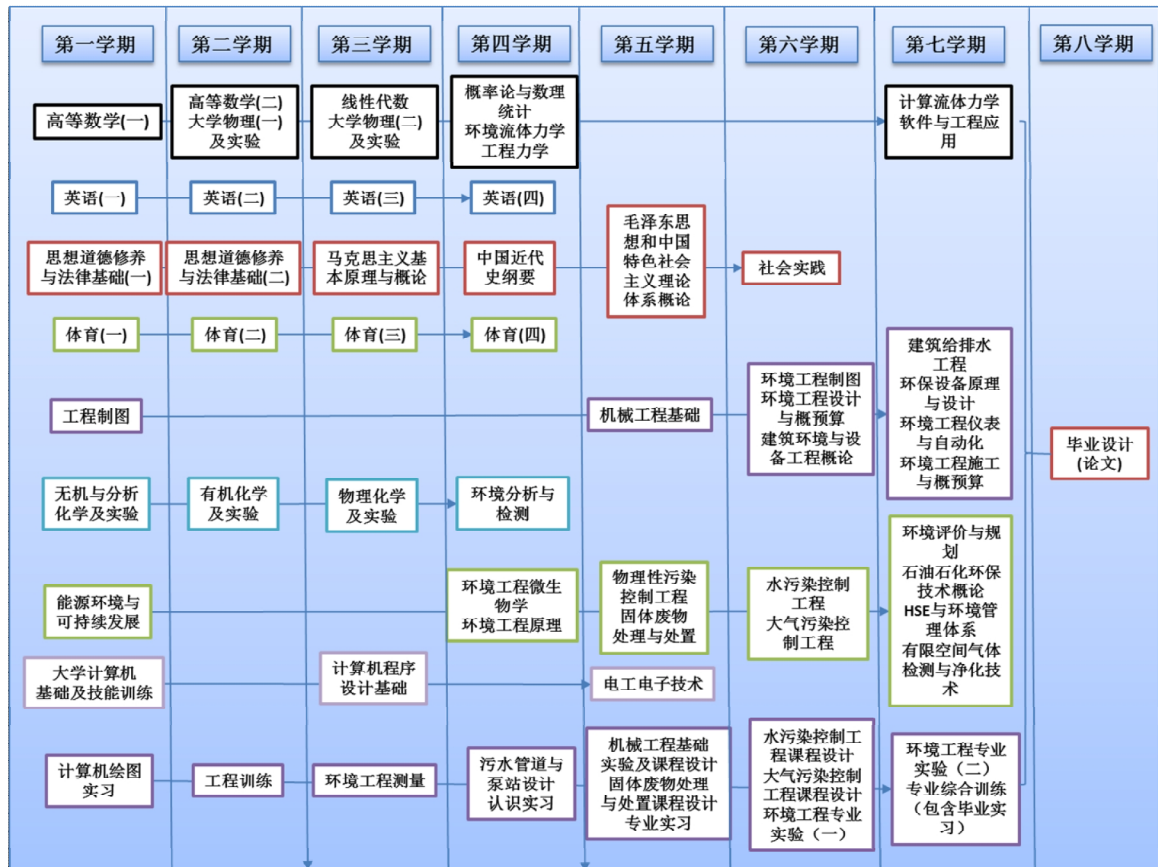 第一学期
第二学期
第三学期
第四学期
第五学期
第六学期
第七学期
第八学期
高等数学(一)
高等数学(二)
大学物理(一)
及实验
线性代数
大学物理(二)
及实验
概率论与数理
统计
环境流体力学
工程力学
计算流体力学
软件与工程应
用
英语(一)
英语(二)
英语(三)
英语(四)
思想道德修养
与法律基础(一)
思想道德修养
与法律基础(二)
马克思主义基
本原理与概论
中国近代
史纲要
毛泽东思
想和中国
特色社会
主义理论
体系概论
社会实践
体育(一)
体育(二)
体育(三)
体育(四)
工程制图
机械工程基础
环境工程制图
环境工程设计
与概预算
建筑环境与设
备工程概论
建筑给排水
工程
环保设备原理
与设计
环境工程仪表
与自动化
环境工程施工
与概预算
毕业设计
(论文)
无机与分析
化学及实验
有机化学
及实验
物理化学
及实验
环境分析与
检测
能源环境与
可持续发展
环境工程微生
物学
环境工程原理
物理性污染
控制工程
固体废物
处理与处置
水污染控制
工程
大气污染控
制工程
环境评价与规
划
石油石化环保
技术概论
HSE与环境管
理体系
有限空间气体
检测与净化技
术
大学计算机
基础及技能训练
计算机程序
设计基础
电工电子技术
计算机绘图
实习
工程训练
环境工程测量
污水管道与
泵站设计
认识实习
机械工程基础
实验及课程设计
固体废物处理
与处置课程设计
专业实习
水污染控制工
程课程设计
大气污染控制
工程课程设计
环境工程专业
实验（一）
环境工程专业
实验（二）
专业综合训练
（包含毕业实
习）